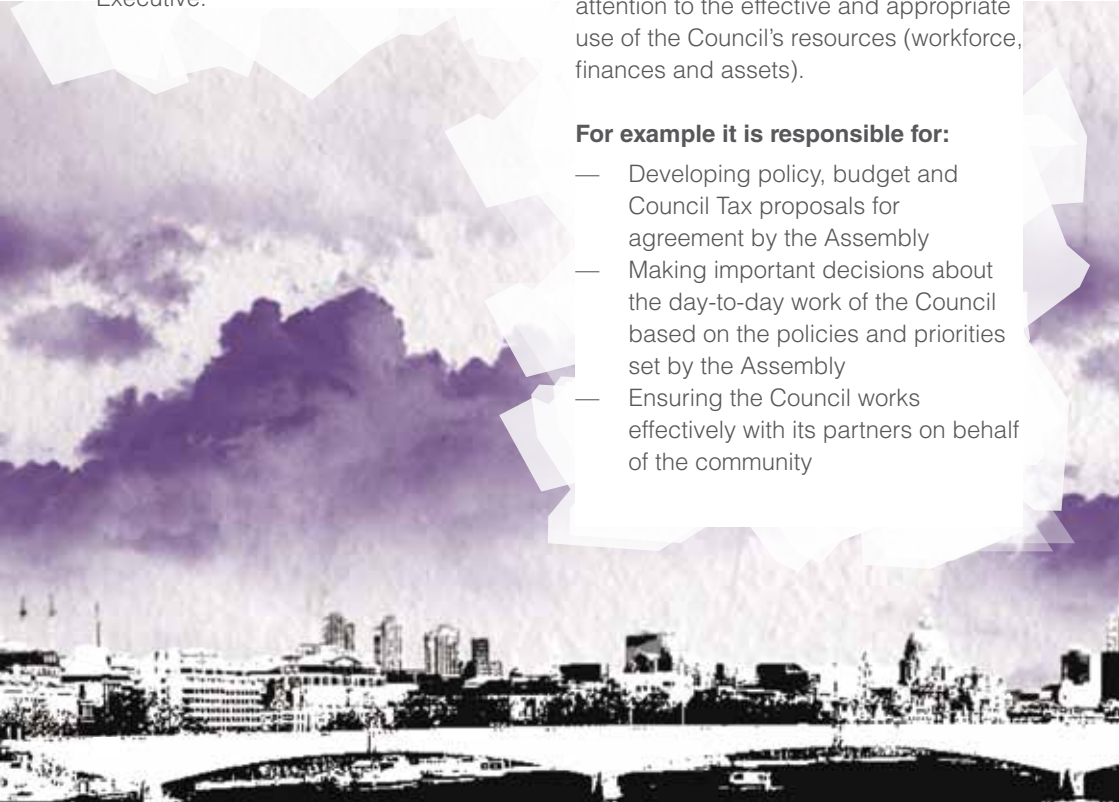 Executive.
attention to the effective and appropriate
use of the Council’s resources (workforce,
finances and assets).
For example it is responsible for:
— Developing policy, budget and
Council Tax proposals for
agreement by the Assembly
— Making important decisions about
the day-to-day work of the Council
based on the policies and priorities
set by the Assembly
— Ensuring the Council works
effectively with its partners on behalf
of the community